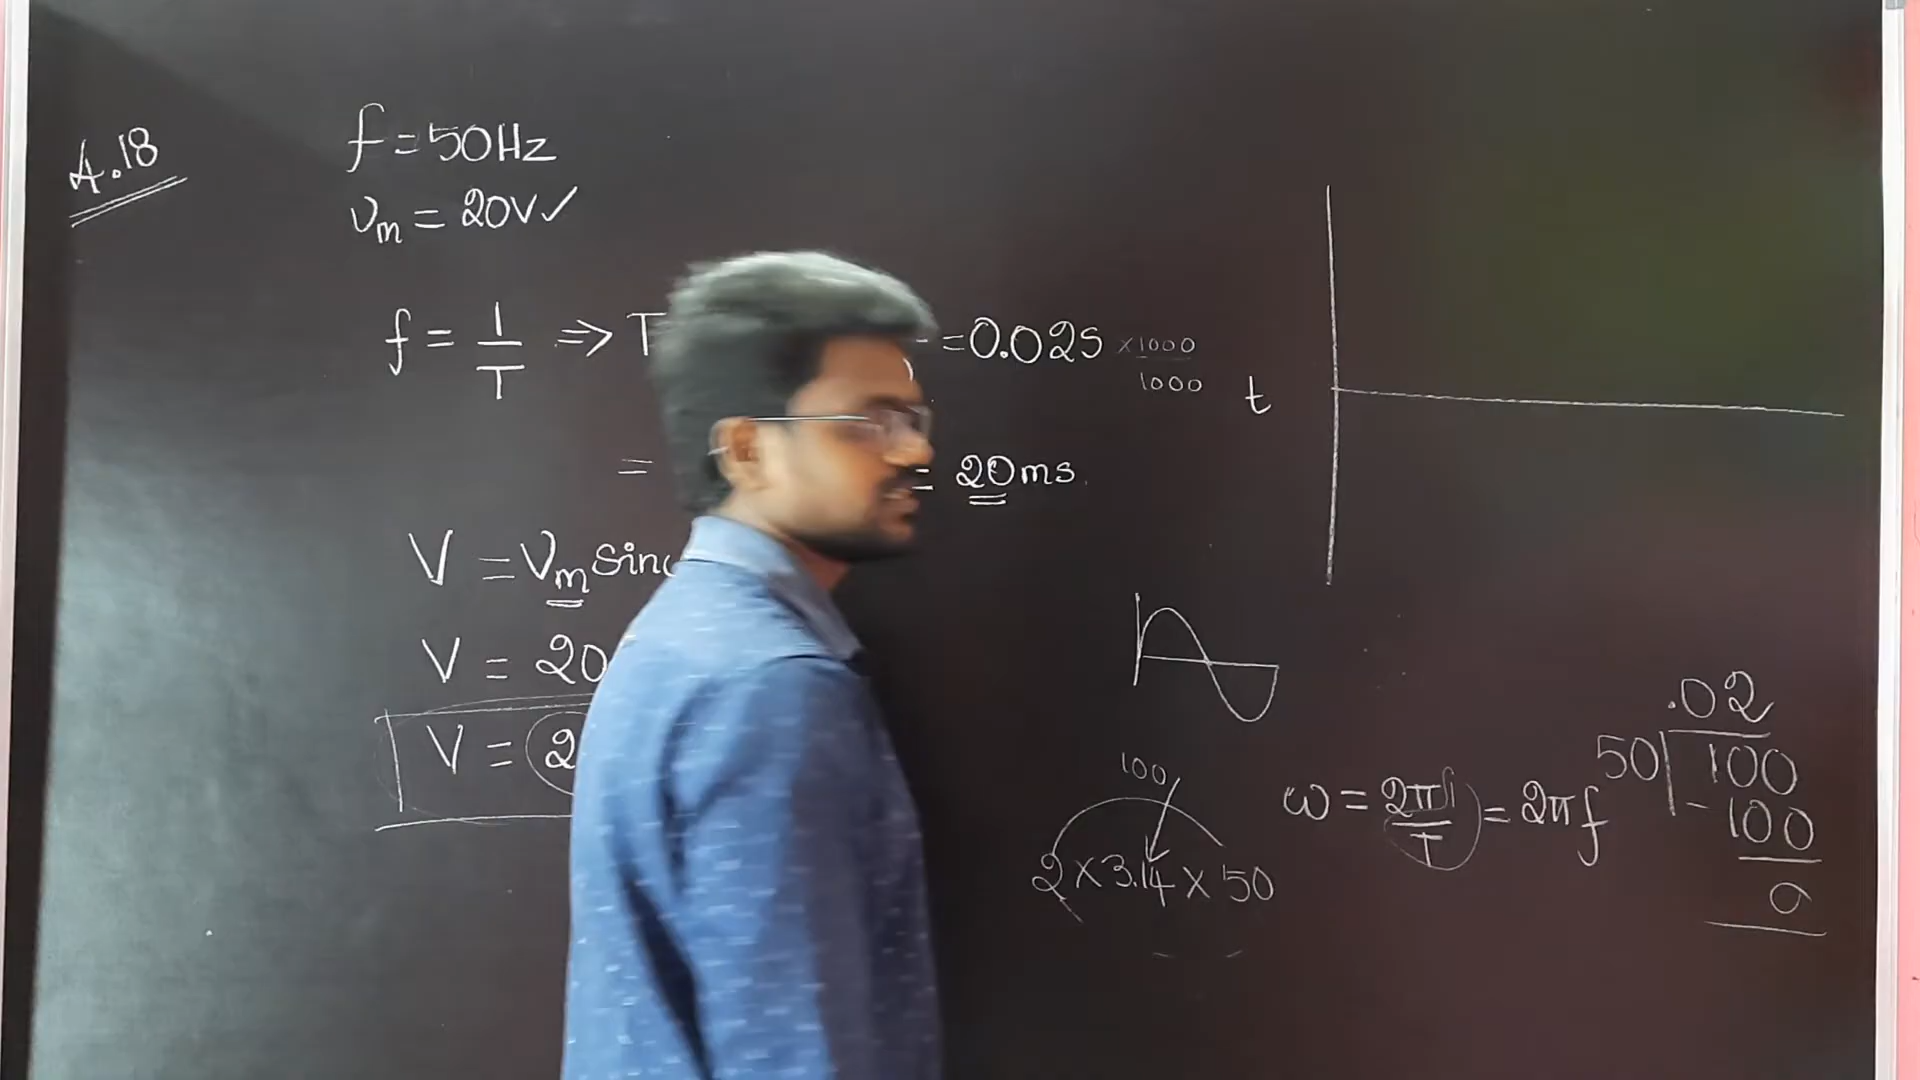 4.18
f = 50Hz
Vm = 20V ✓
f = 1/T => T
= 0.02S × 1000/1000
=
= 20ms
V = Vm sin
V = 20
V = 2
t
100
2 × 3.14 × 50
ω = 2π/T = 2πf
.02
50 100
- 100
0